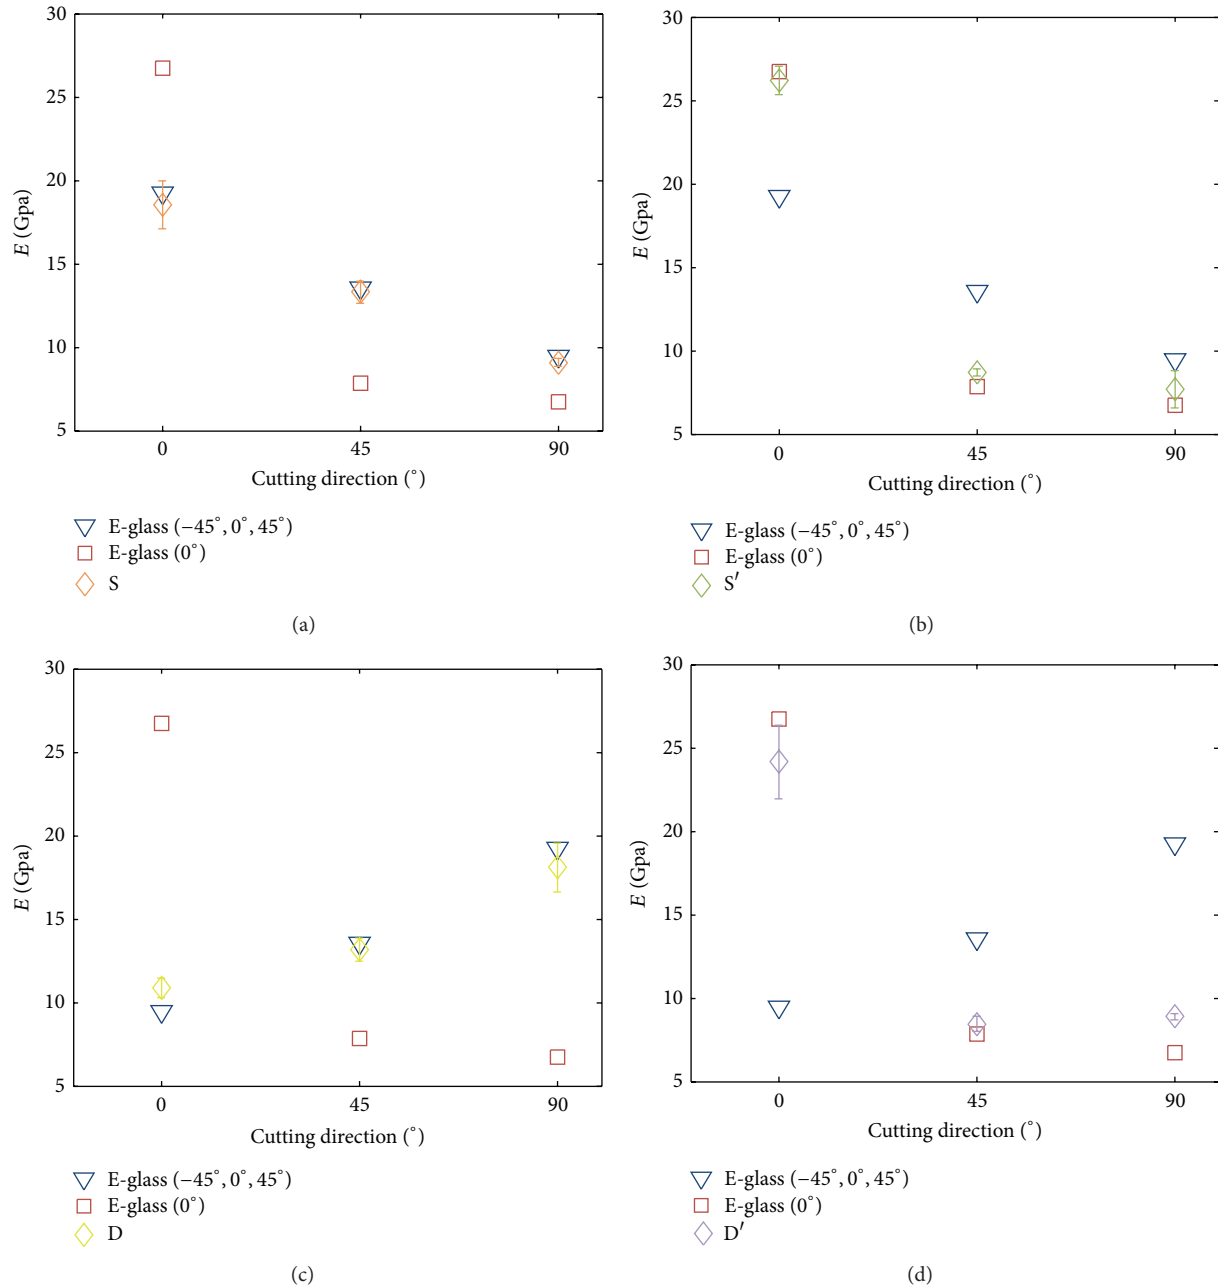 30
25
20
15
10
5
E (Gpa)
0 45 90
Cutting direction (°)
E-glass (−45°, 0°, 45°)
E-glass (0°)
S
(a)
30
25
20
15
10
5
E (Gpa)
0 45 90
Cutting direction (°)
E-glass (−45°, 0°, 45°)
E-glass (0°)
S′
(b)
30
25
20
15
10
5
E (Gpa)
0 45 90
Cutting direction (°)
E-glass (−45°, 0°, 45°)
E-glass (0°)
D
(c)
30
25
20
15
10
5
E (Gpa)
0 45 90
Cutting direction (°)
E-glass (−45°, 0°, 45°)
E-glass (0°)
D′
(d)